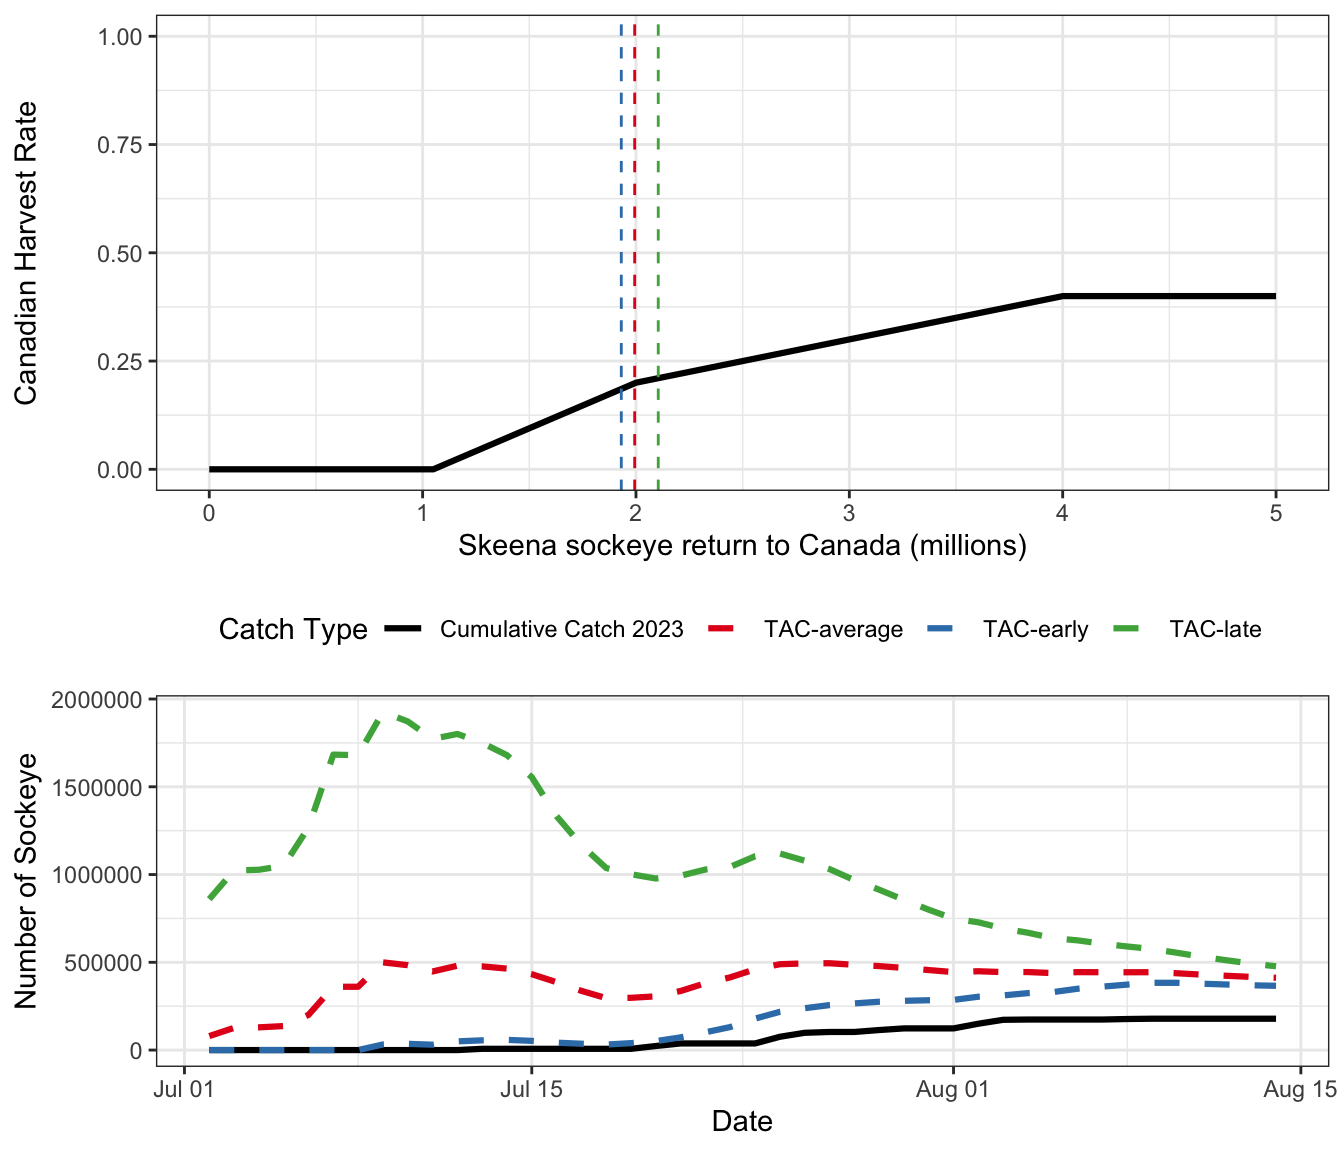 Canadian Harvest Rate
1.00
0.75
0.50
0.25
0.00
0 1 2 3 4 5
Skeena sockeye return to Canada (millions)
Catch Type Cumulative Catch 2023 TAC-average TAC-early TAC-late
Number of Sockeye
2000000
1500000
1000000
500000
0
Jul 01 Jul 15 Aug 01 Aug 15
Date